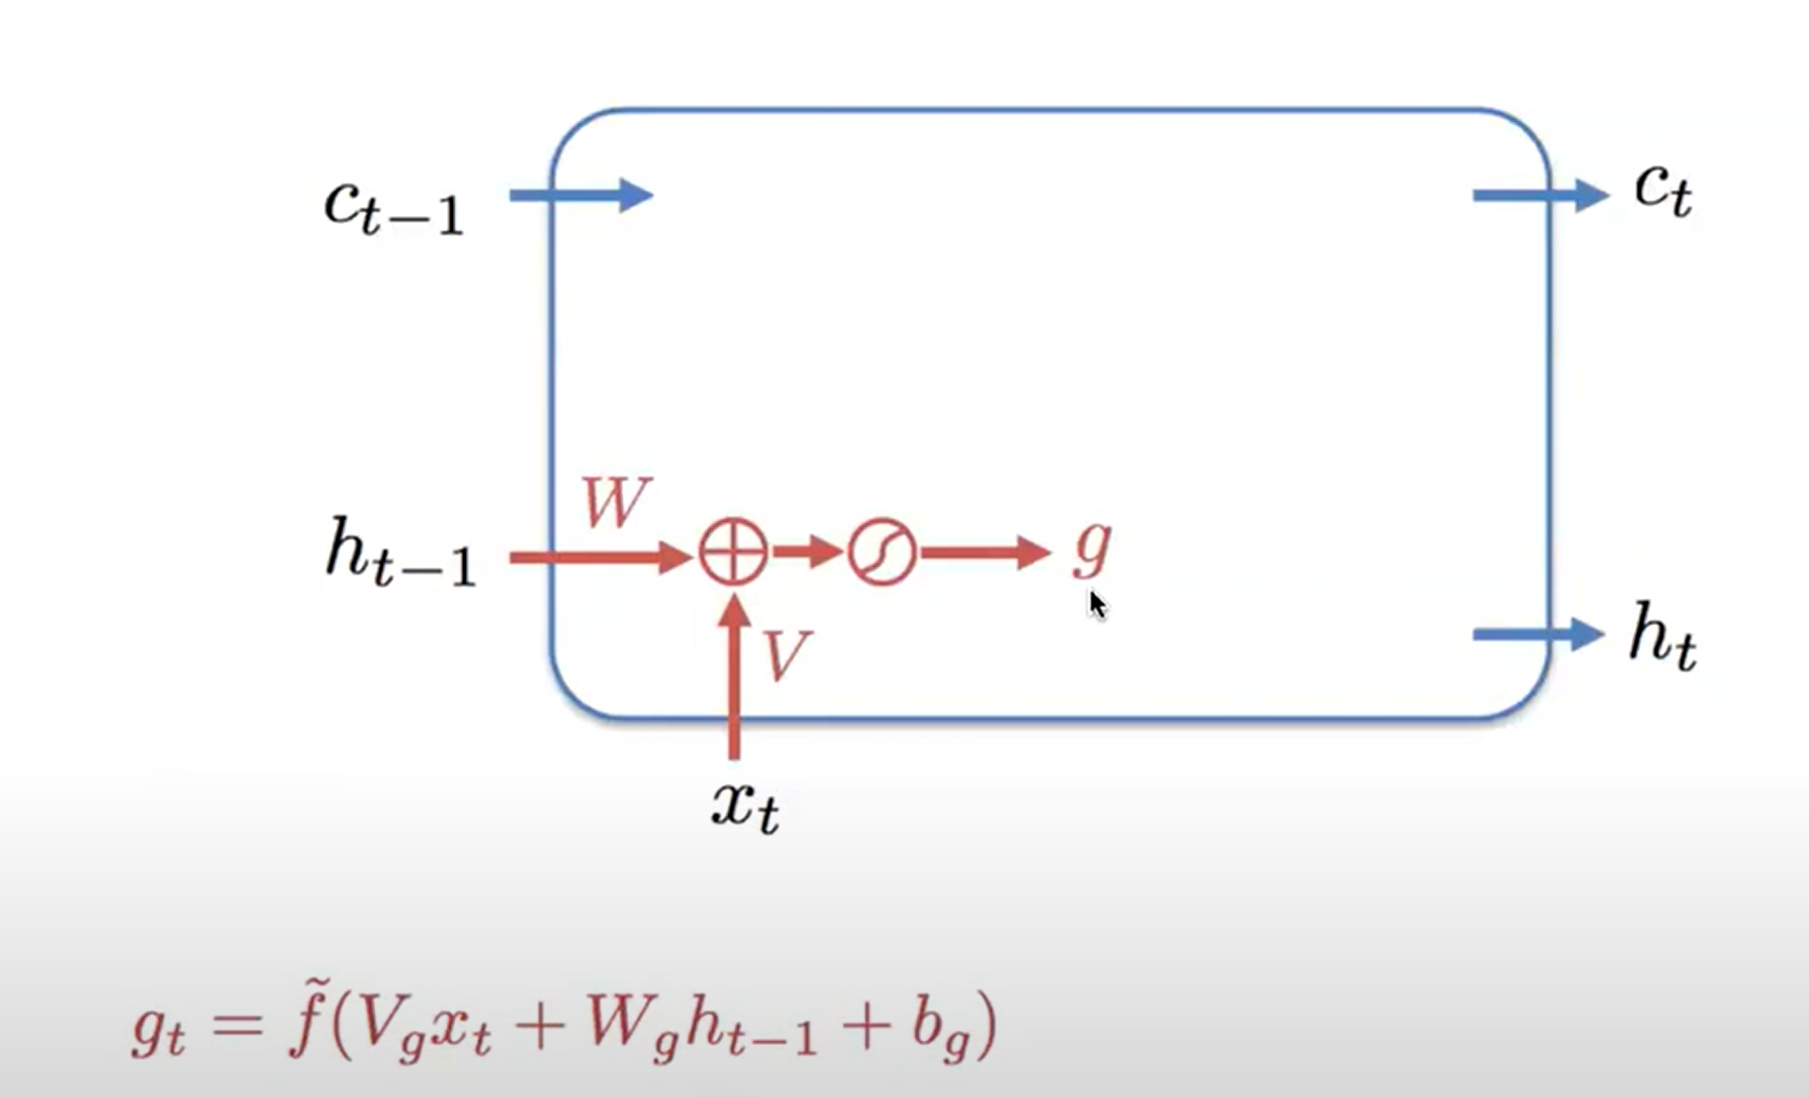 c_{t-1}
c_t
W
h_{t-1}
g
V
h_t
x_t
g_t = \tilde{f}(V_g x_t + W_g h_{t-1} + b_g)